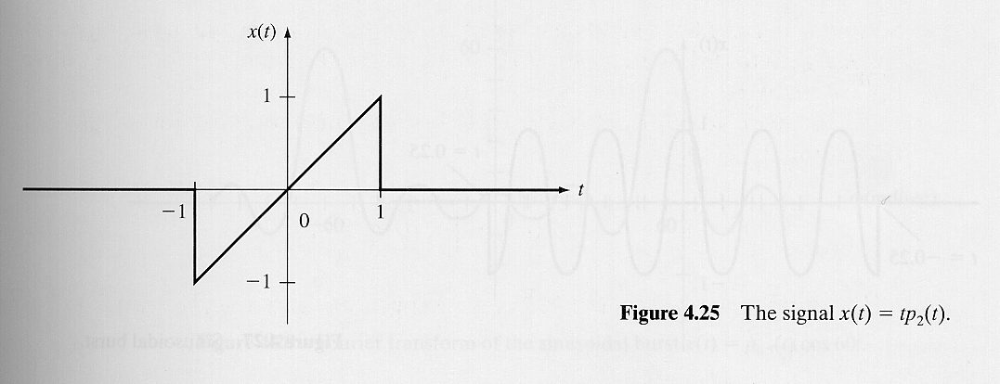 x(t)
1
−1
0
1
t
−1
Figure 4.25 The signal x(t) = tp₂(t).